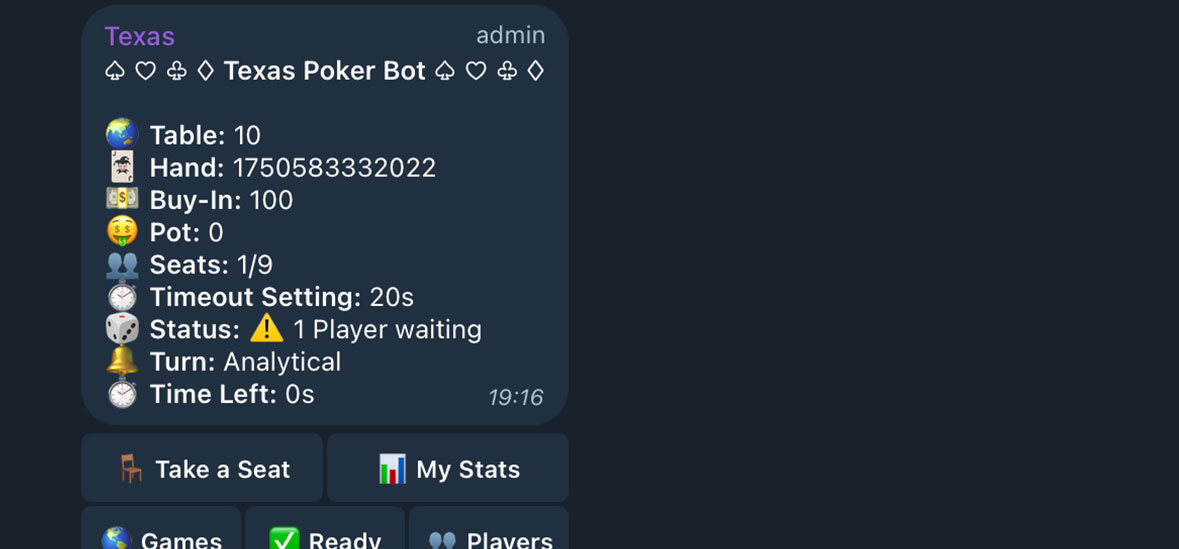 Texas admin
♤ ♡ ♧ ♢ Texas Poker Bot ♤ ♡ ♧ ♢
Table: 10
Hand: 1750583332022
Buy-In: 100
Pot: 0
Seats: 1/9
Timeout Setting: 20s
Status: ⚠️ 1 Player waiting
Turn: Analytical
Time Left: 0s 19:16
Take a Seat My Stats
Games Ready Players